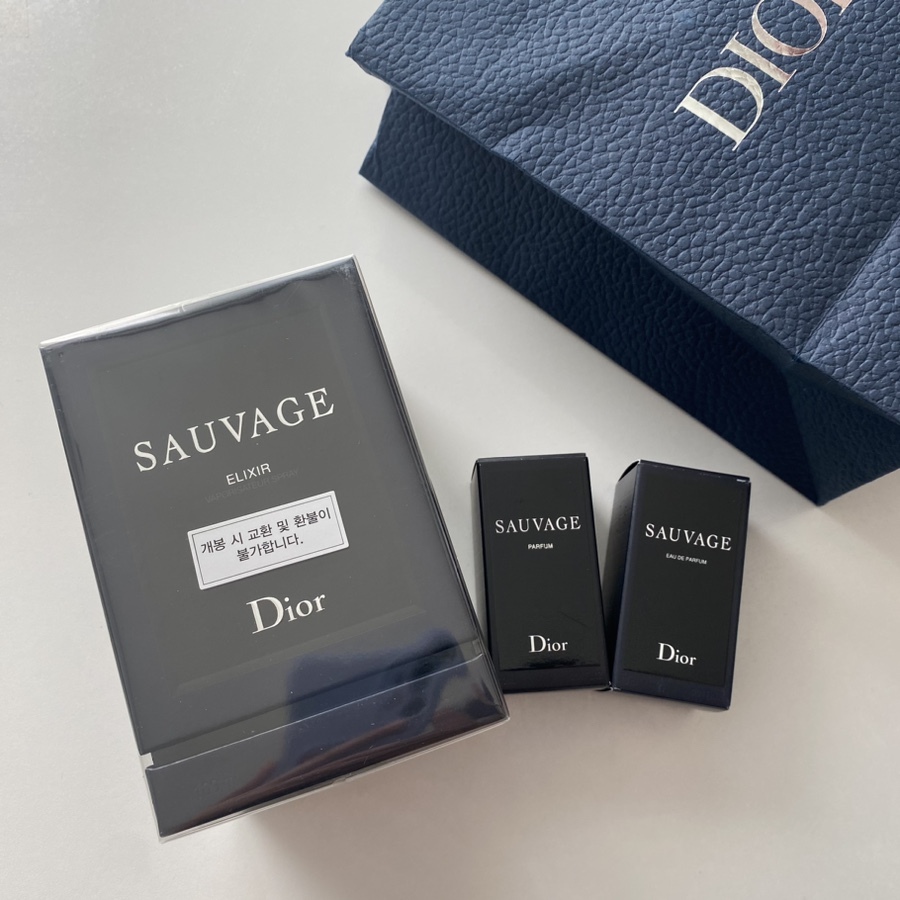 DIOR
SAUVAGE
ELIXIR
개봉 시 교환 및 환불이
불가합니다.
Dior
SAUVAGE
PARFUM
Dior
SAUVAGE
EAU DE PARFUM
Dior